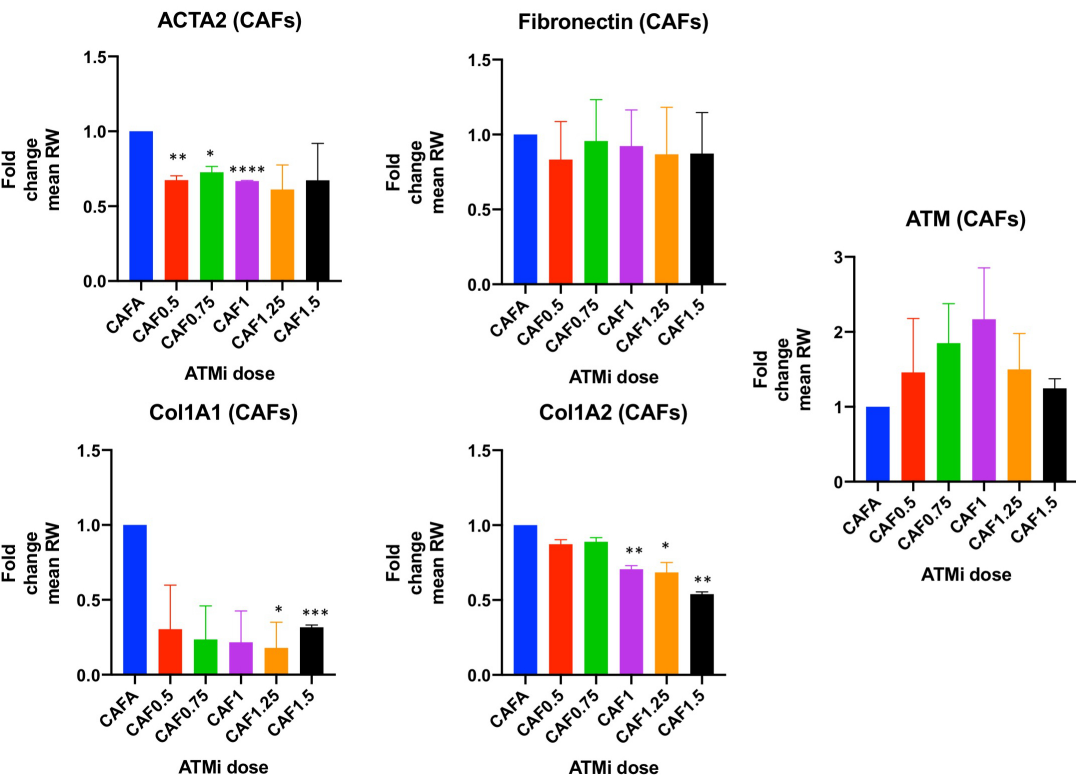 ACTA2 (CAFs)
Fold
change
mean RW
1.5
1.0
0.5
0.0
**
*
****
CAFA
CAF0.5
CAF0.75
CAF1
CAF1.25
CAF1.5
ATMi dose
Fibronectin (CAFs)
Fold
change
mean RW
1.5
1.0
0.5
0.0
CAFA
CAF0.5
CAF0.75
CAF1
CAF1.25
CAF1.5
ATMi dose
ATM (CAFs)
Fold
change
mean RW
3
2
1
0
CAFA
CAF0.5
CAF0.75
CAF1
CAF1.25
CAF1.5
ATMi dose
Col1A1 (CAFs)
Fold
change
mean RW
1.5
1.0
0.5
0.0
*
***
CAFA
CAF0.5
CAF0.75
CAF1
CAF1.25
CAF1.5
ATMi dose
Col1A2 (CAFs)
Fold
change
mean RW
1.5
1.0
0.5
0.0
**
*
**
CAFA
CAF0.5
CAF0.75
CAF1
CAF1.25
CAF1.5
ATMi dose